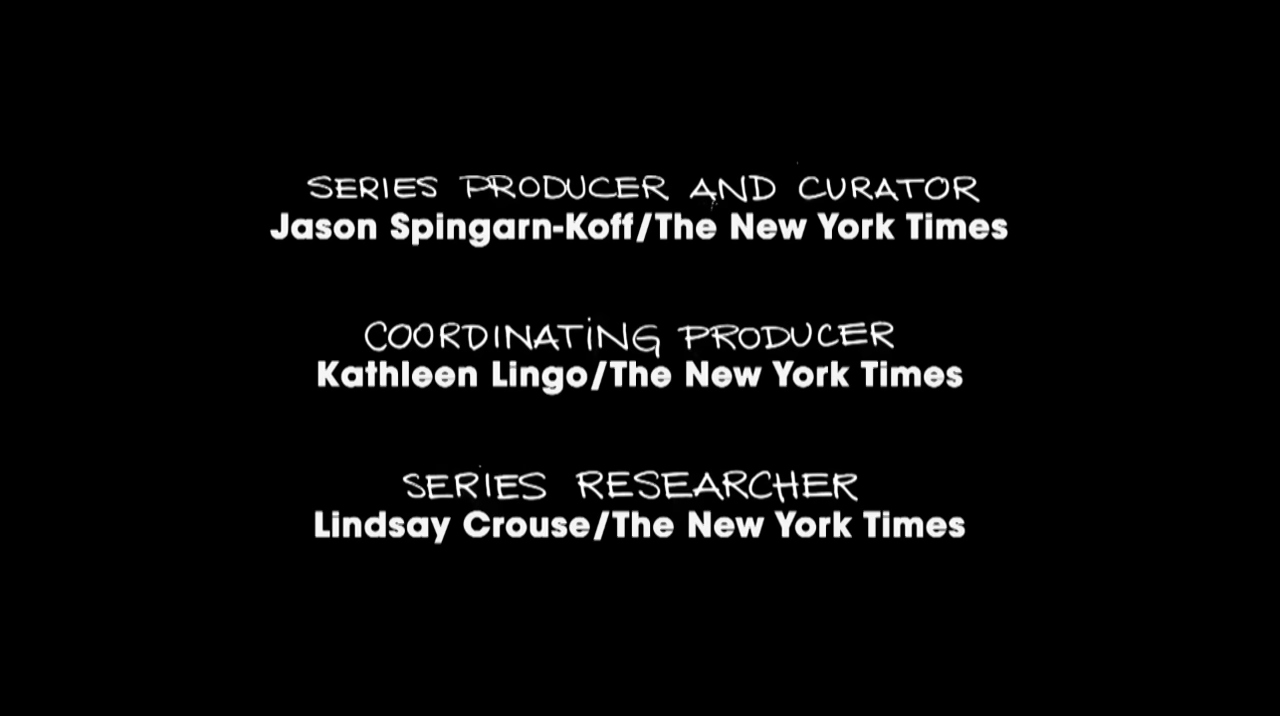 SERIES PRODUCER AND CURATOR
Jason Spingarn-Koff/The New York Times
COORDINATiNG PRODUCER
Kathleen Lingo/The New York Times
SERIES RESEARCHER
Lindsay Crouse/The New York Times